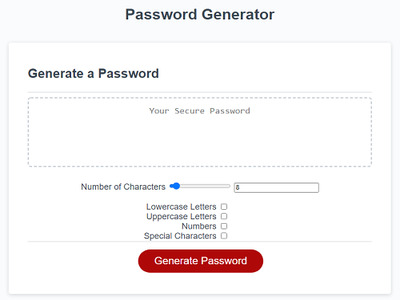 Password Generator
Generate a Password
Your Secure Password
Number of Characters 8
Lowercase Letters
Uppercase Letters
Numbers
Special Characters
Generate Password